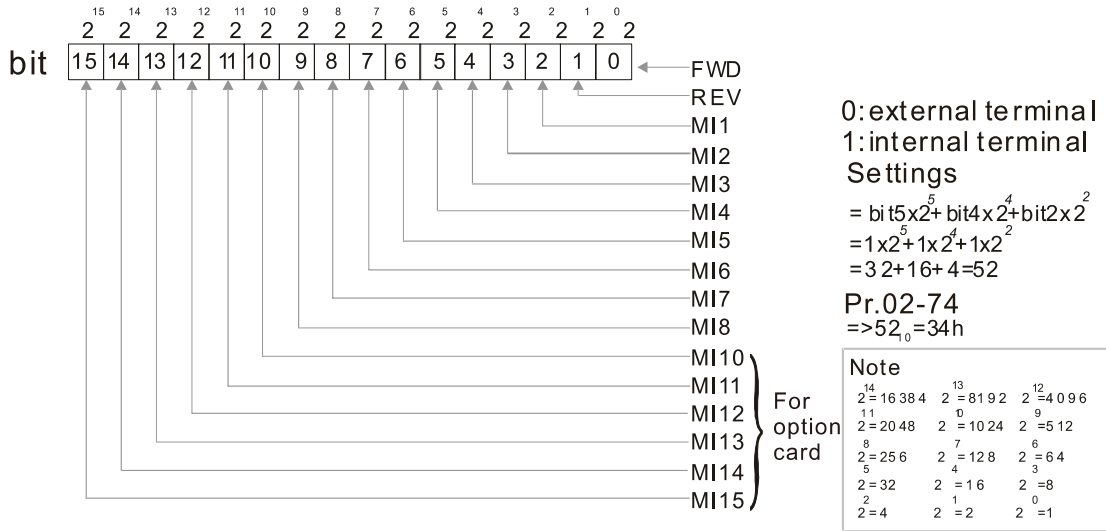 2^15 2^14 2^13 2^12 2^11 2^10 2^9 2^8 2^7 2^6 2^5 2^4 2^3 2^2 2^1 2^0
bit 15 14 13 12 11 10 9 8 7 6 5 4 3 2 1 0
FWD
REV
MI1
MI2
MI3
MI4
MI5
MI6
MI7
MI8
MI10
MI11
MI12
MI13
MI14
MI15
For
option
card
0:external terminal
1:internal terminal
Settings
= bit5x2^5+bit4x2^4+bit2x2^2
=1x2^5+1x2^4+1x2^2
=32+16+4=52
Pr.02-74
=>52₁₀=34h
Note
2^14=16384 2^13=8192 2^12=4096
2^11=2048 2^10=1024 2^9=512
2^8=256 2^7=128 2^6=64
2^5=32 2^4=16 2^3=8
2^2=4 2^1=2 2^0=1